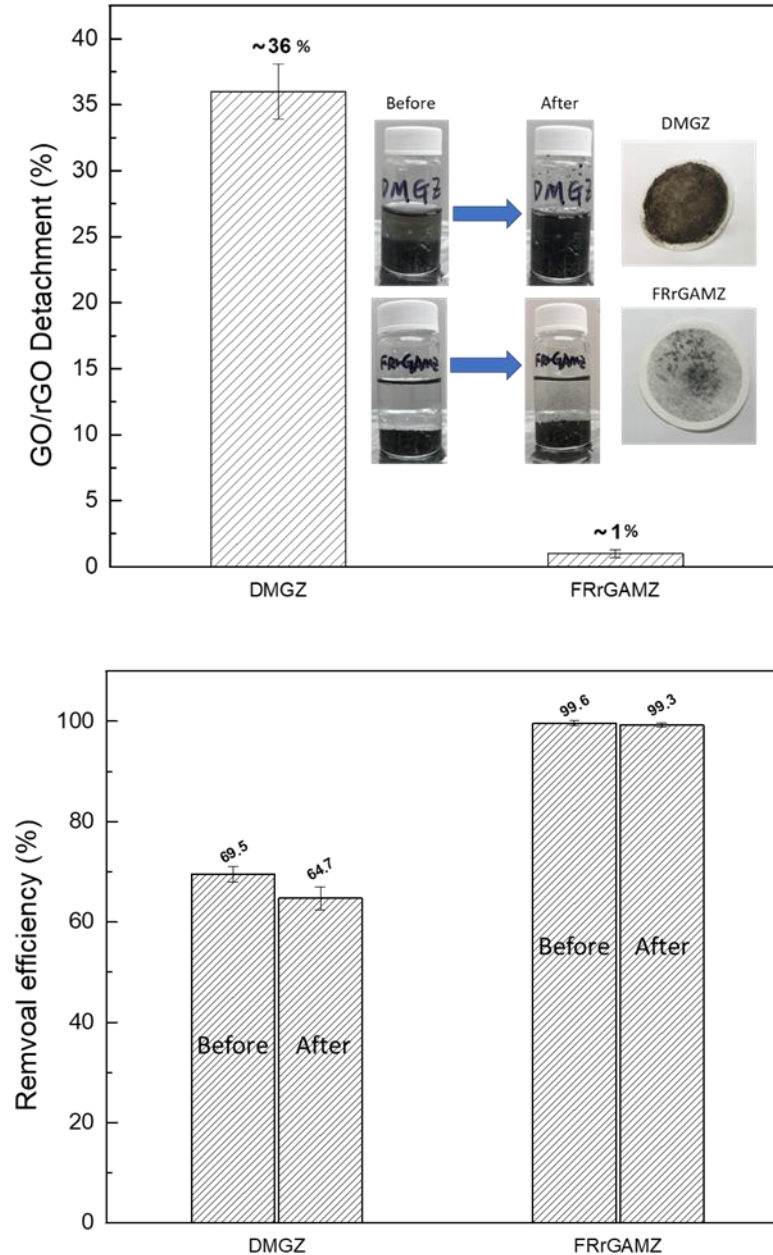 40
35
30
25
20
15
10
5
0
GO/rGO Detachment (%)
~36 %
Before
After
DMGZ
DMGZ
DMGZ
FRrGAMZ
FRrGAMZ
FRrGAMZ
~1%
DMGZ
FRrGAMZ
100
80
60
40
20
0
Remvoal efficiency (%)
69.5
64.7
99.6
99.3
Before
After
Before
After
DMGZ
FRrGAMZ